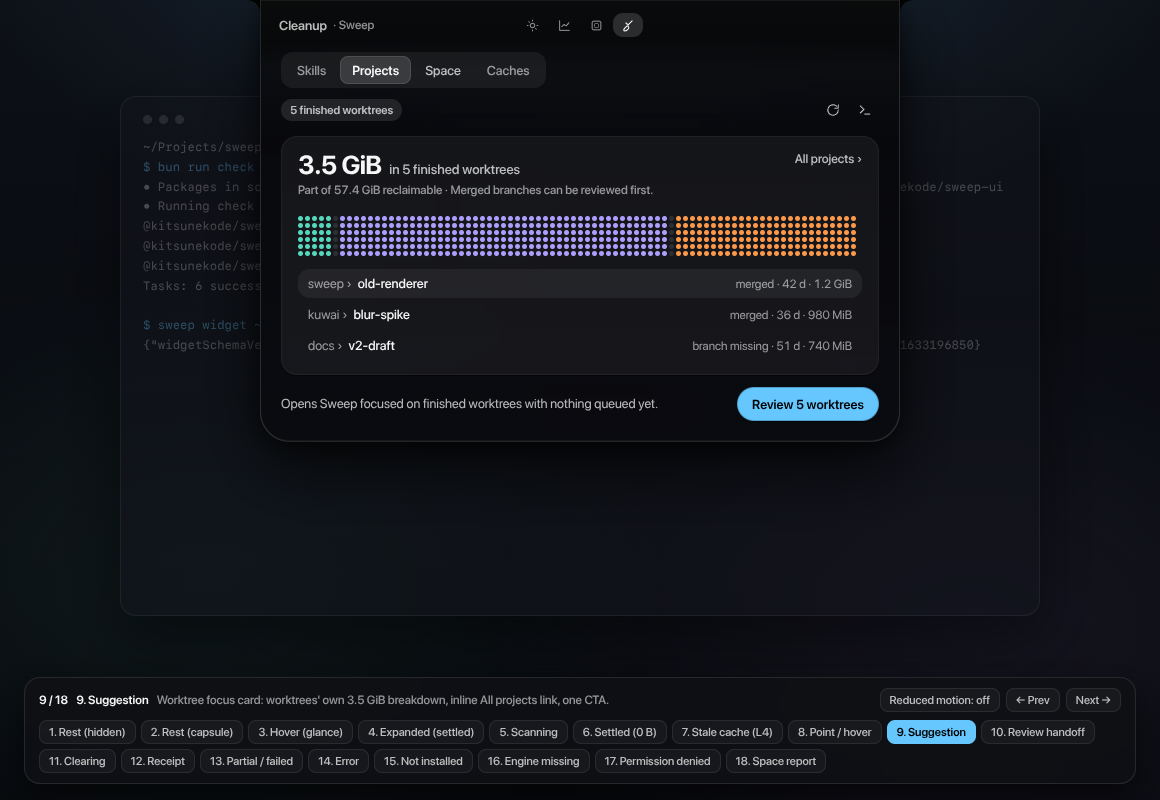 Cleanup · Sweep
Skills Projects Space Caches
5 finished worktrees
3.5 GiB in 5 finished worktrees
All projects ›
Part of 57.4 GiB reclaimable · Merged branches can be reviewed first.
sweep › old-renderer merged · 42 d · 1.2 GiB
kuwai › blur-spike merged · 36 d · 980 MiB
docs › v2-draft branch missing · 51 d · 740 MiB
Opens Sweep focused on finished worktrees with nothing queued yet.
Review 5 worktrees
~/Projects/sweep
$ bun run check
• Packages in sc
ekode/sweep-ui
• Running check
@kitsunekode/swe
@kitsunekode/swe
@kitsunekode/swe
Tasks: 6 success
$ sweep widget ~
{"widgetSchemaVe
1633196850}
9 / 18 9. Suggestion Worktree focus card: worktrees' own 3.5 GiB breakdown, inline All projects link, one CTA.
Reduced motion: off ← Prev Next →
1. Rest (hidden) 2. Rest (capsule) 3. Hover (glance) 4. Expanded (settled) 5. Scanning 6. Settled (0 B) 7. Stale cache (L4) 8. Point / hover 9. Suggestion 10. Review handoff
11. Clearing 12. Receipt 13. Partial / failed 14. Error 15. Not installed 16. Engine missing 17. Permission denied 18. Space report